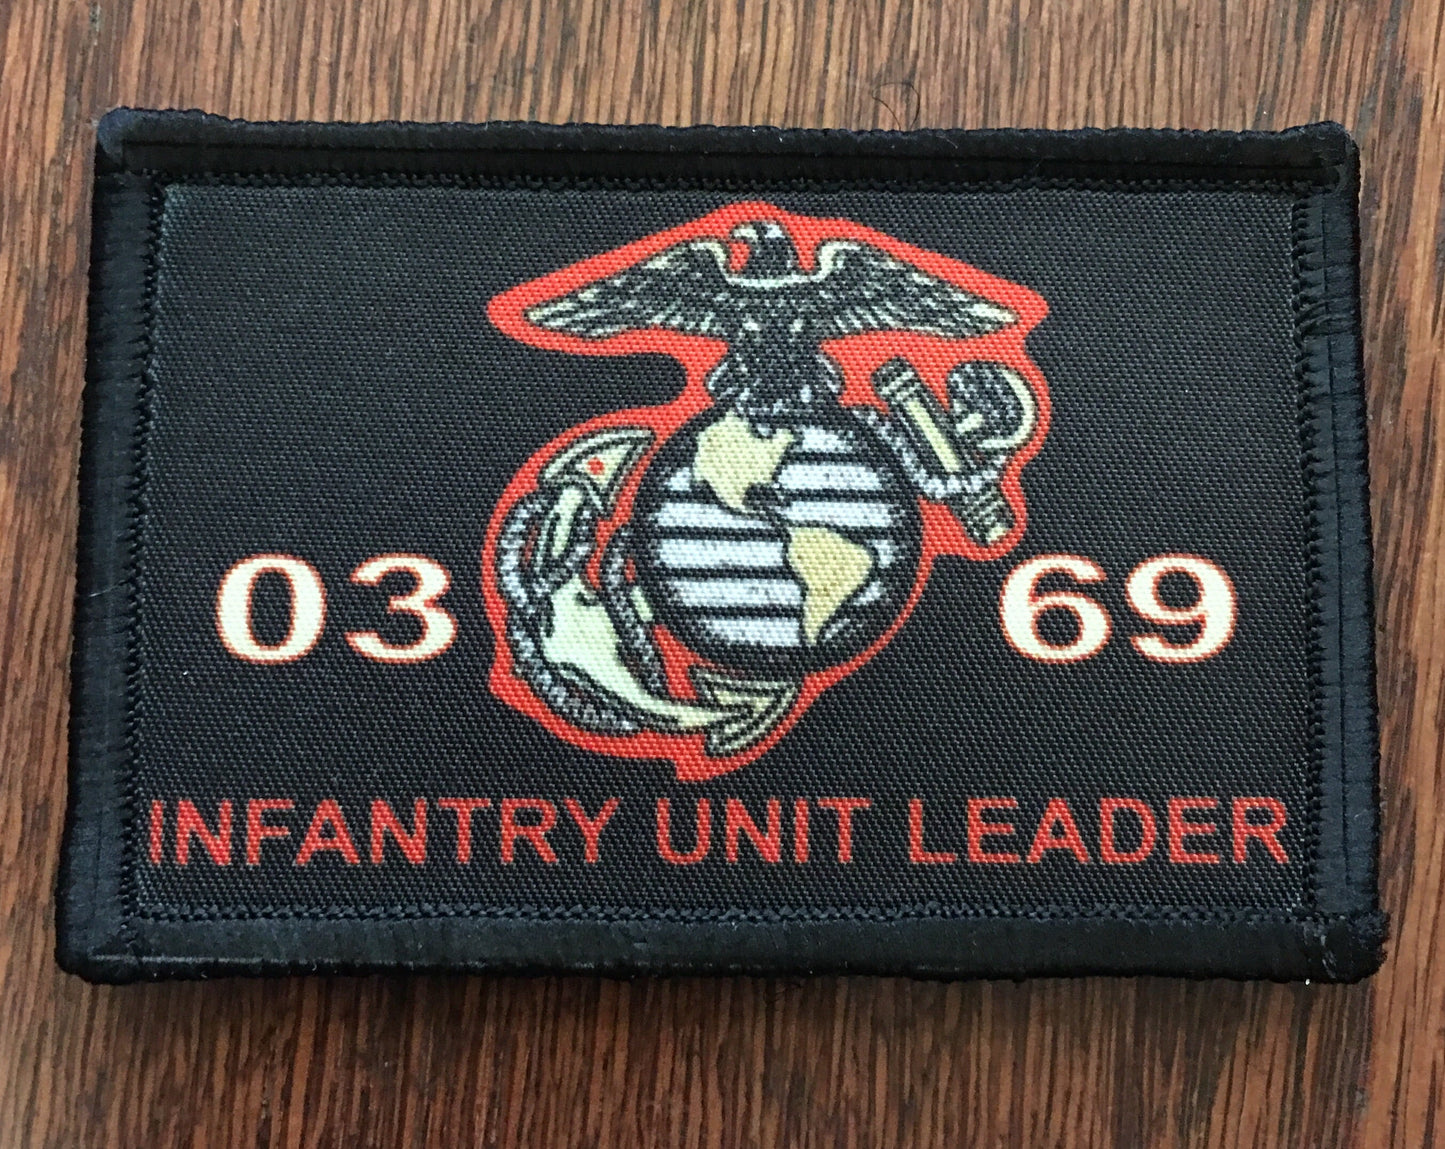 03 69
INFANTRY UNIT LEADER